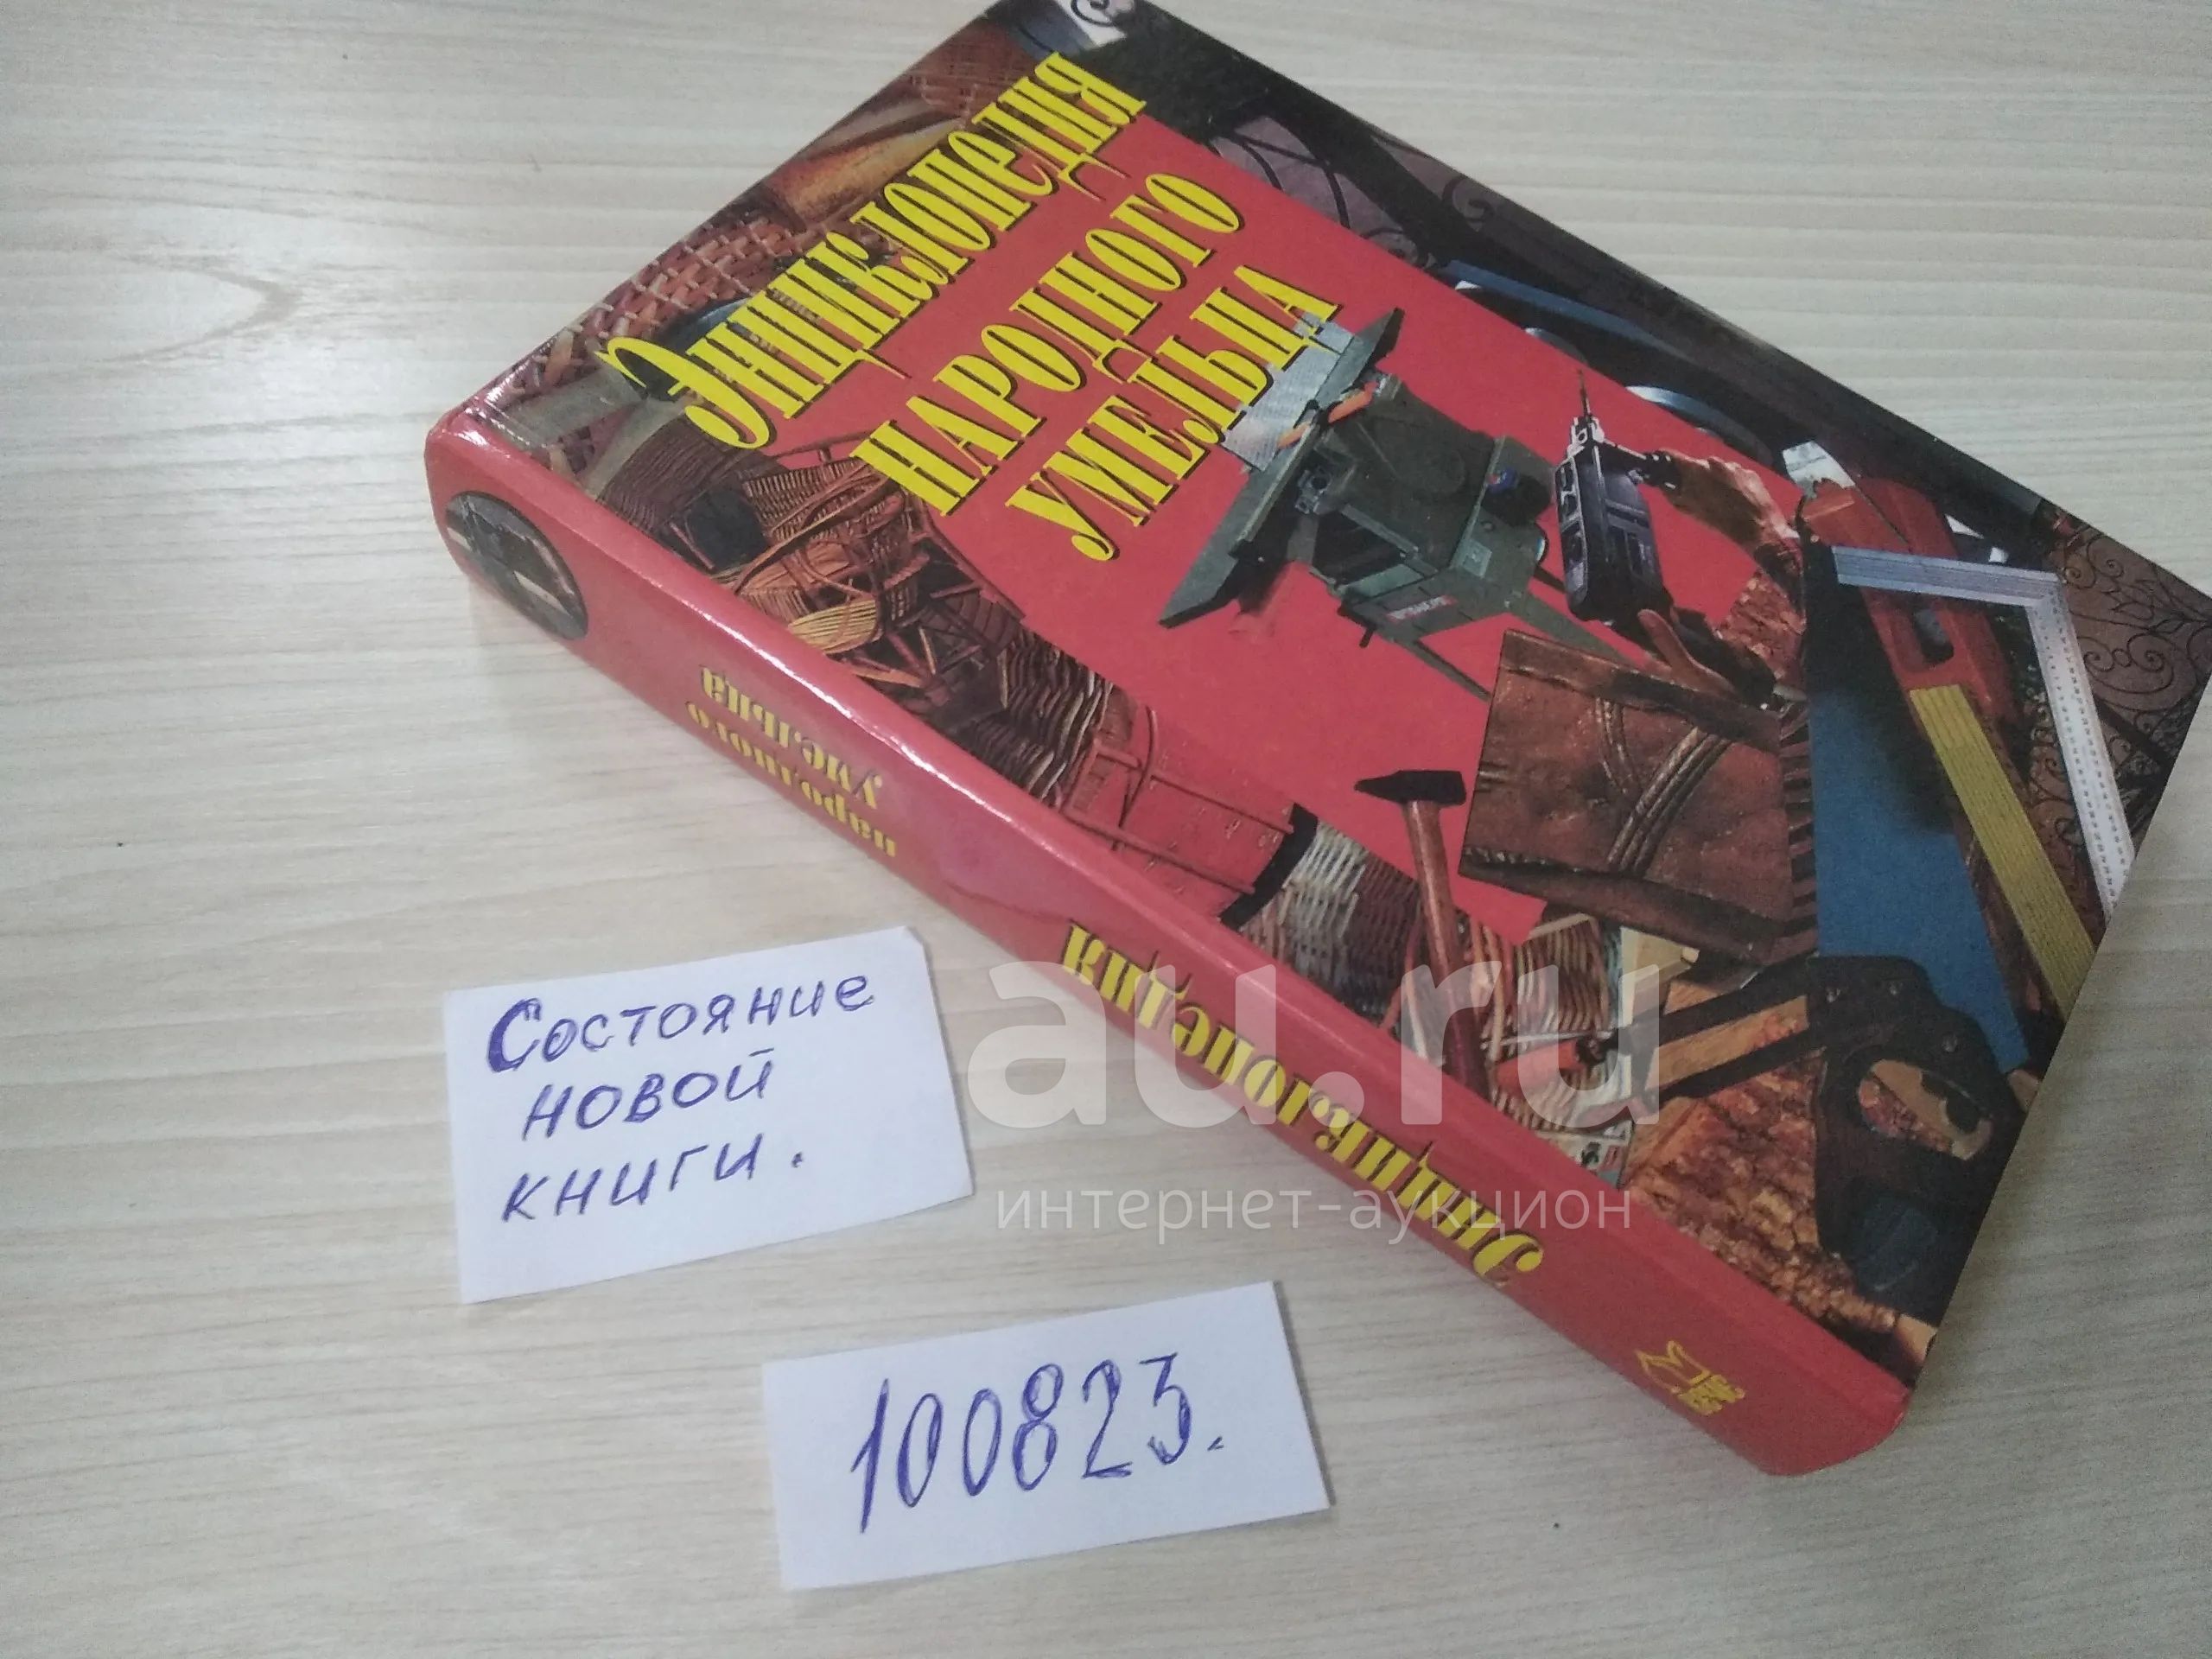 Энциклопедия
НАРОДНОГО
УМЕЛЬЦА
Энциклопедия
народного
умельца
Состояние
новой
книги.
100823.
au.ru
интернет-аукцион